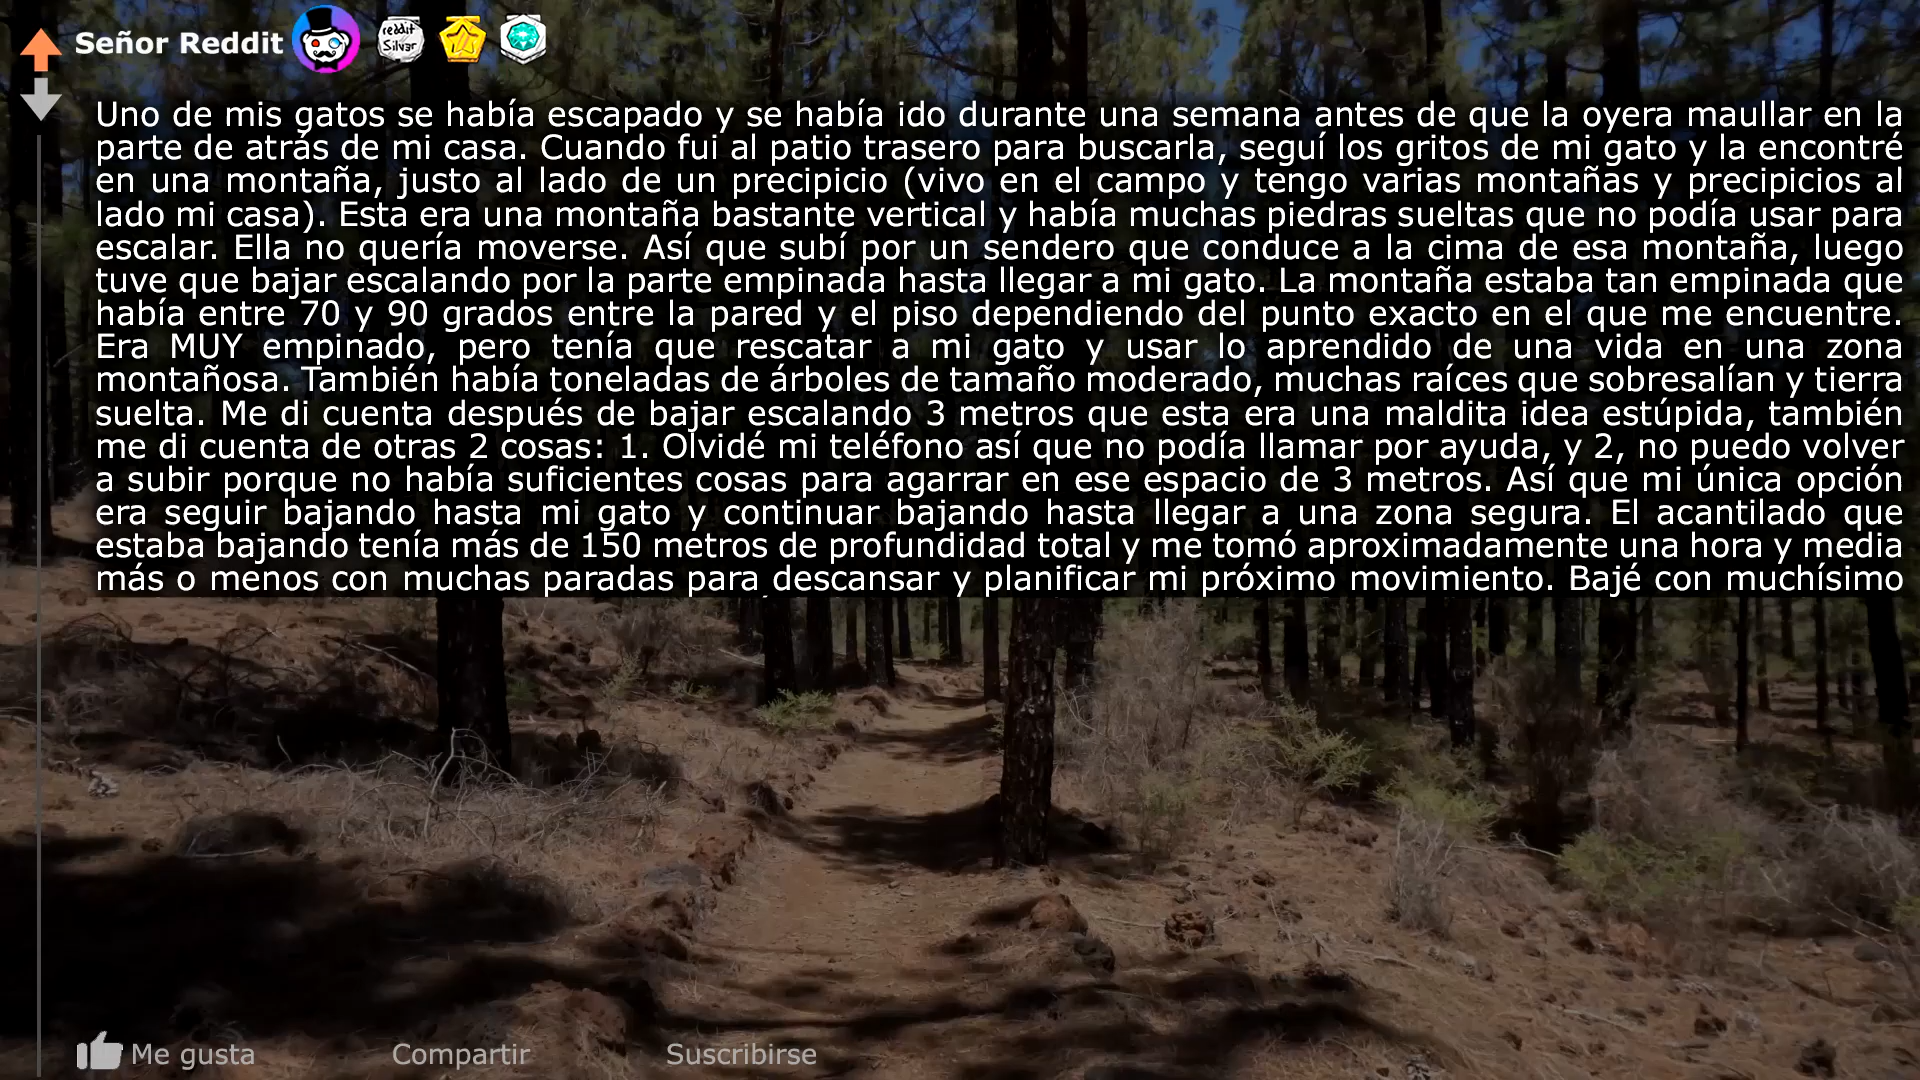 Señor Reddit
reddit
Silver
Uno de mis gatos se había escapado y se había ido durante una semana antes de que la oyera maullar en la
parte de atrás de mi casa. Cuando fui al patio trasero para buscarla, seguí los gritos de mi gato y la encontré
en una montaña, justo al lado de un precipicio (vivo en el campo y tengo varias montañas y precipicios al
lado mi casa). Esta era una montaña bastante vertical y había muchas piedras sueltas que no podía usar para
escalar. Ella no quería moverse. Así que subí por un sendero que conduce a la cima de esa montaña, luego
tuve que bajar escalando por la parte empinada hasta llegar a mi gato. La montaña estaba tan empinada que
había entre 70 y 90 grados entre la pared y el piso dependiendo del punto exacto en el que me encuentre.
Era MUY empinado, pero tenía que rescatar a mi gato y usar lo aprendido de una vida en una zona
montañosa. También había toneladas de árboles de tamaño moderado, muchas raíces que sobresalían y tierra
suelta. Me di cuenta después de bajar escalando 3 metros que esta era una maldita idea estúpida, también
me di cuenta de otras 2 cosas: 1. Olvidé mi teléfono así que no podía llamar por ayuda, y 2, no puedo volver
a subir porque no había suficientes cosas para agarrar en ese espacio de 3 metros. Así que mi única opción
era seguir bajando hasta mi gato y continuar bajando hasta llegar a una zona segura. El acantilado que
estaba bajando tenía más de 150 metros de profundidad total y me tomó aproximadamente una hora y media
más o menos con muchas paradas para descansar y planificar mi próximo movimiento. Bajé con muchísimo
Me gusta
Compartir
Suscribirse